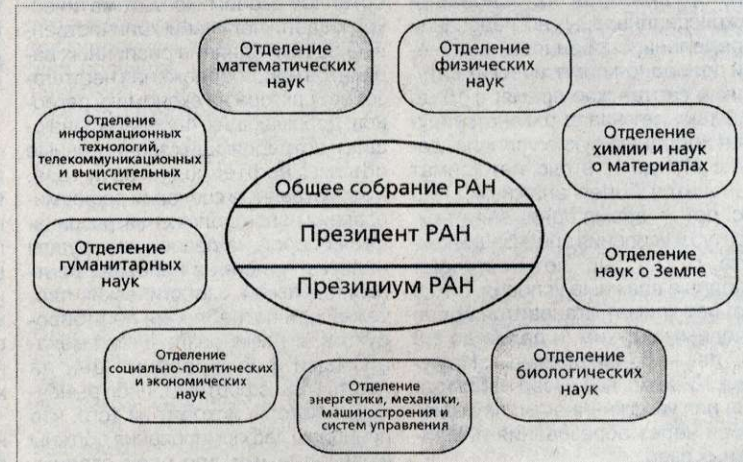 Отделение
математических
наук
Отделение
физических
наук
Отделение
информационных
технологий,
телекоммуникационных
и вычислительных
систем
Отделение
химии и наук
о материалах
Общее собрание РАН
Президент РАН
Президиум РАН
Отделение
гуманитарных
наук
Отделение
наук о Земле
Отделение
социально-политических
и экономических
наук
Отделение
энергетики, механики,
машиностроения и
систем управления
Отделение
биологических
наук